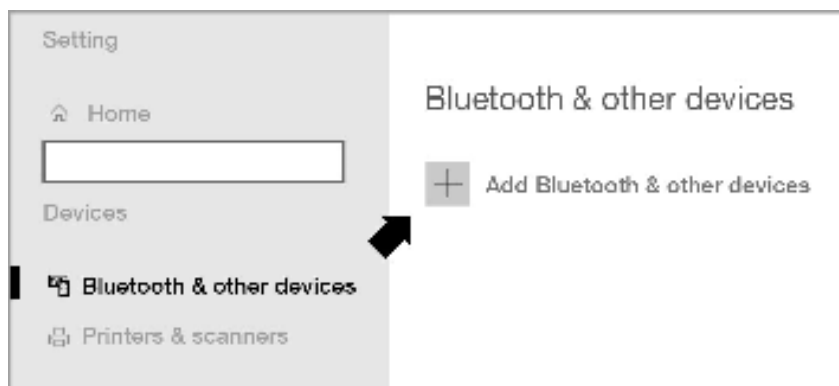 Setting
Home
Devices
Bluetooth & other devices
Printers & scanners
Bluetooth & other devices
Add Bluetooth & other devices